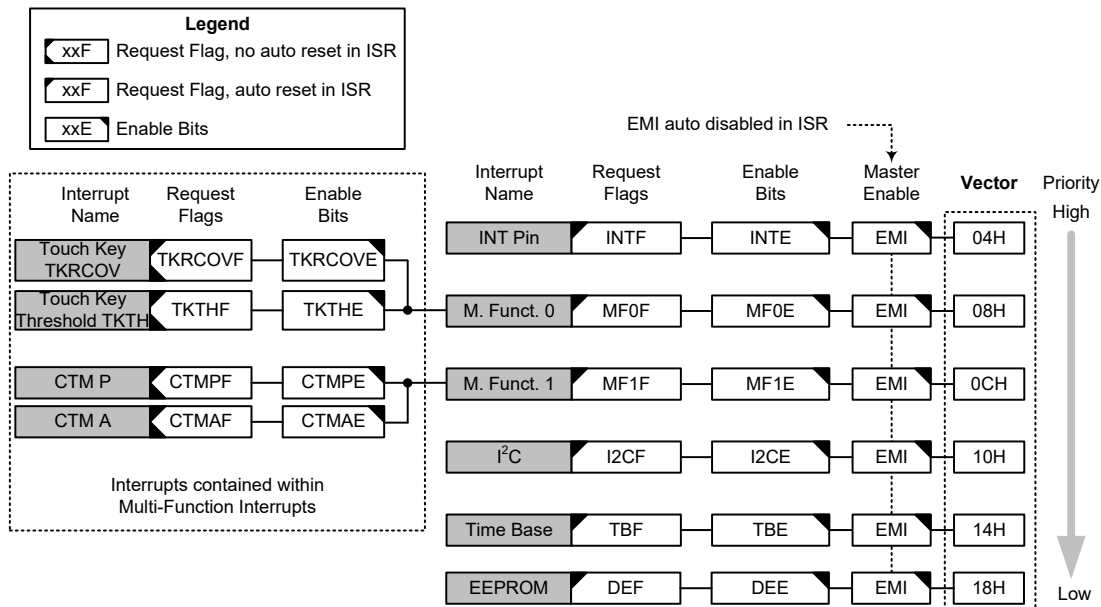 Legend
xxF Request Flag, no auto reset in ISR
xxF Request Flag, auto reset in ISR
xxE Enable Bits
EMI auto disabled in ISR
Interrupt Name
Request Flags
Enable Bits
Touch Key TKRCOV
TKRCOVF
TKRCOVE
Touch Key Threshold TKTH
TKTHF
TKTHE
CTM P
CTMPF
CTMPE
CTM A
CTMAF
CTMAE
Interrupts contained within
Multi-Function Interrupts
Interrupt Name
Request Flags
Enable Bits
Master Enable
Vector
Priority
High
INT Pin
INTF
INTE
EMI
04H
M. Funct. 0
MF0F
MF0E
EMI
08H
M. Funct. 1
MF1F
MF1E
EMI
0CH
I²C
I2CF
I2CE
EMI
10H
Time Base
TBF
TBE
EMI
14H
EEPROM
DEF
DEE
EMI
18H
Low